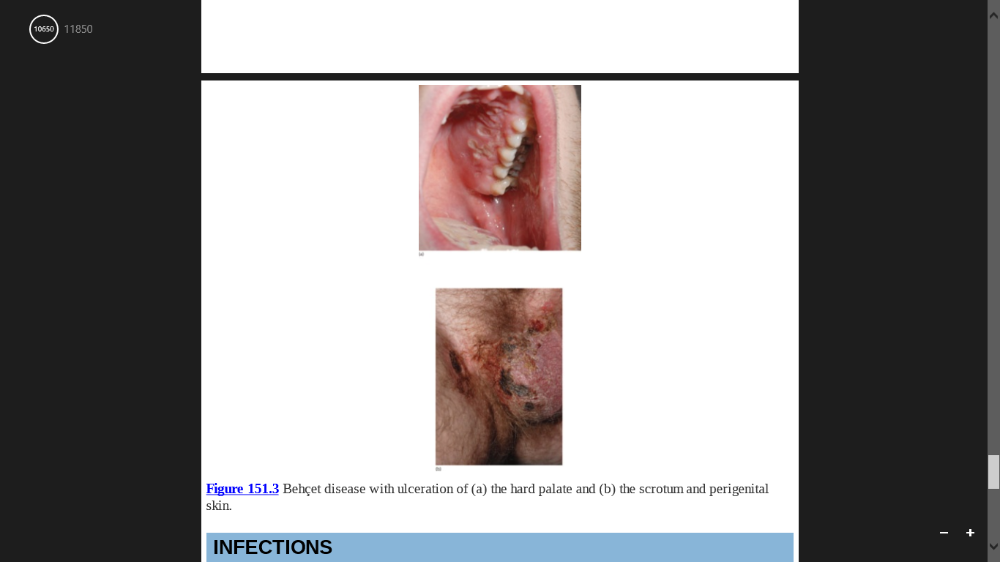 10650 11850
(a)
(b)
Figure 151.3 Behçet disease with ulceration of (a) the hard palate and (b) the scrotum and perigenital
skin.
INFECTIONS